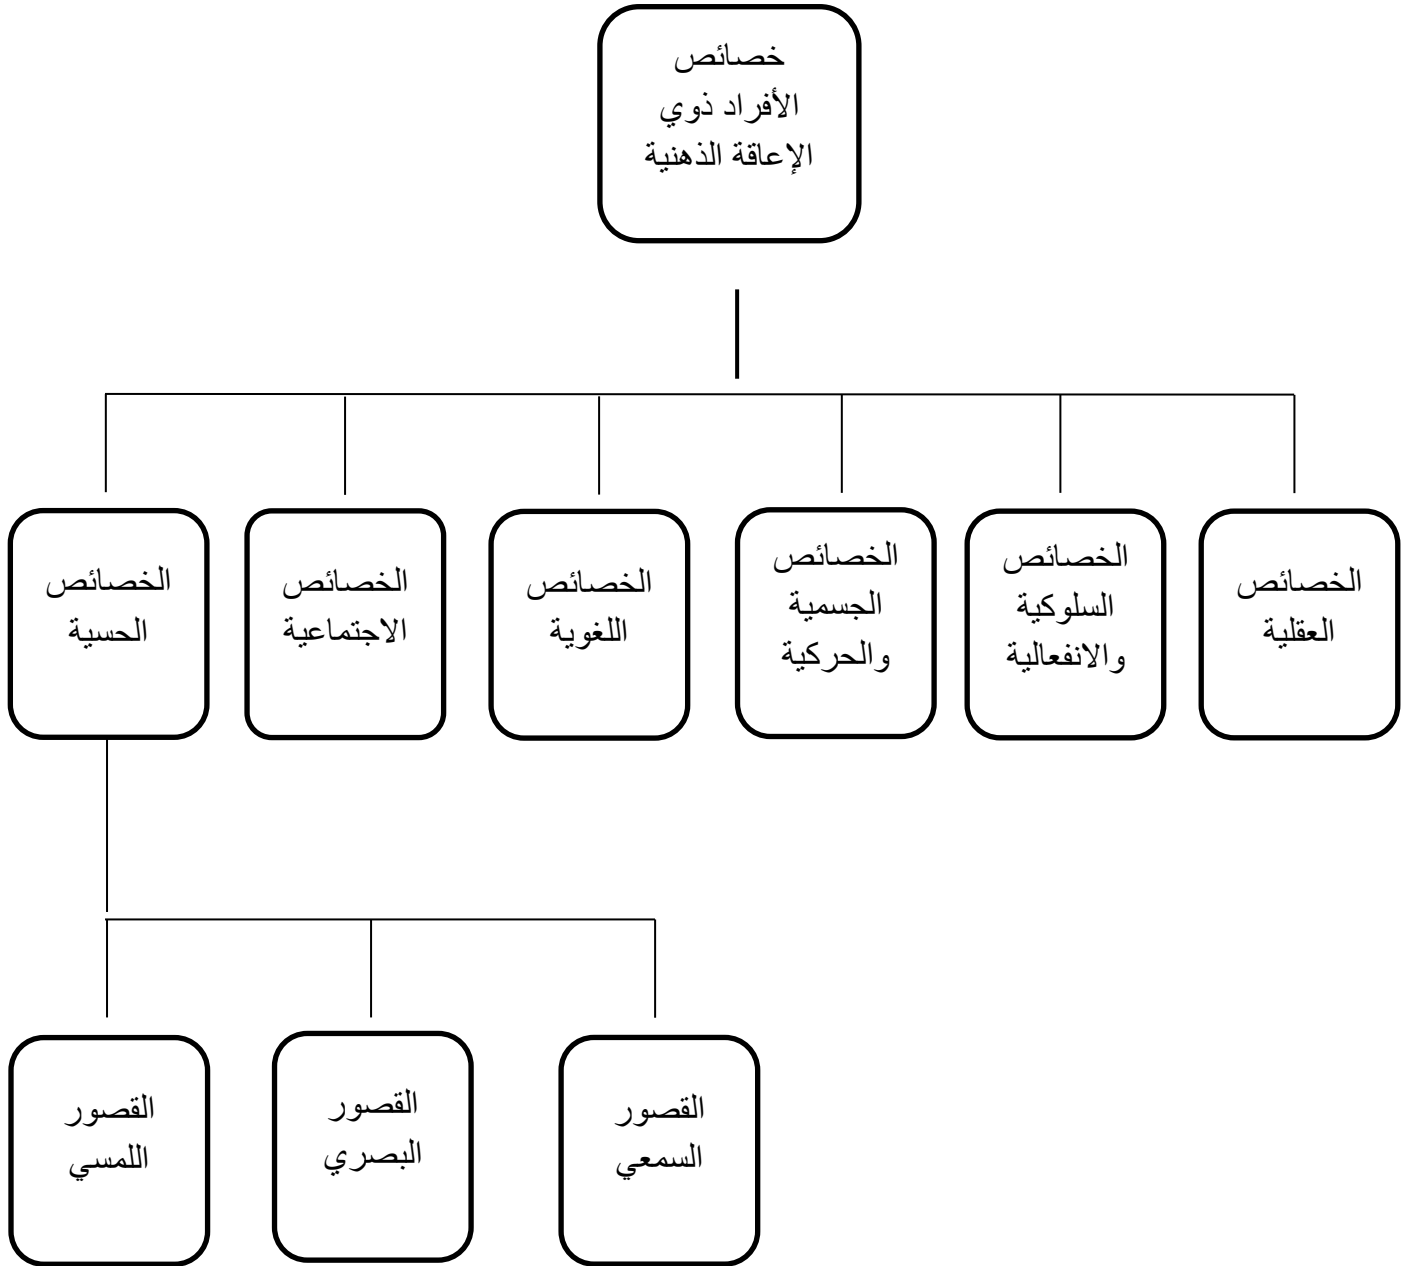 خصائص
الأفراد ذوي
الإعاقة الذهنية
الخصائص
العقلية
الخصائص
السلوكية
والانفعالية
الخصائص
الجسمية
والحركية
الخصائص
اللغوية
الخصائص
الاجتماعية
الخصائص
الحسية
القصور
السمعي
القصور
البصري
القصور
اللمسي